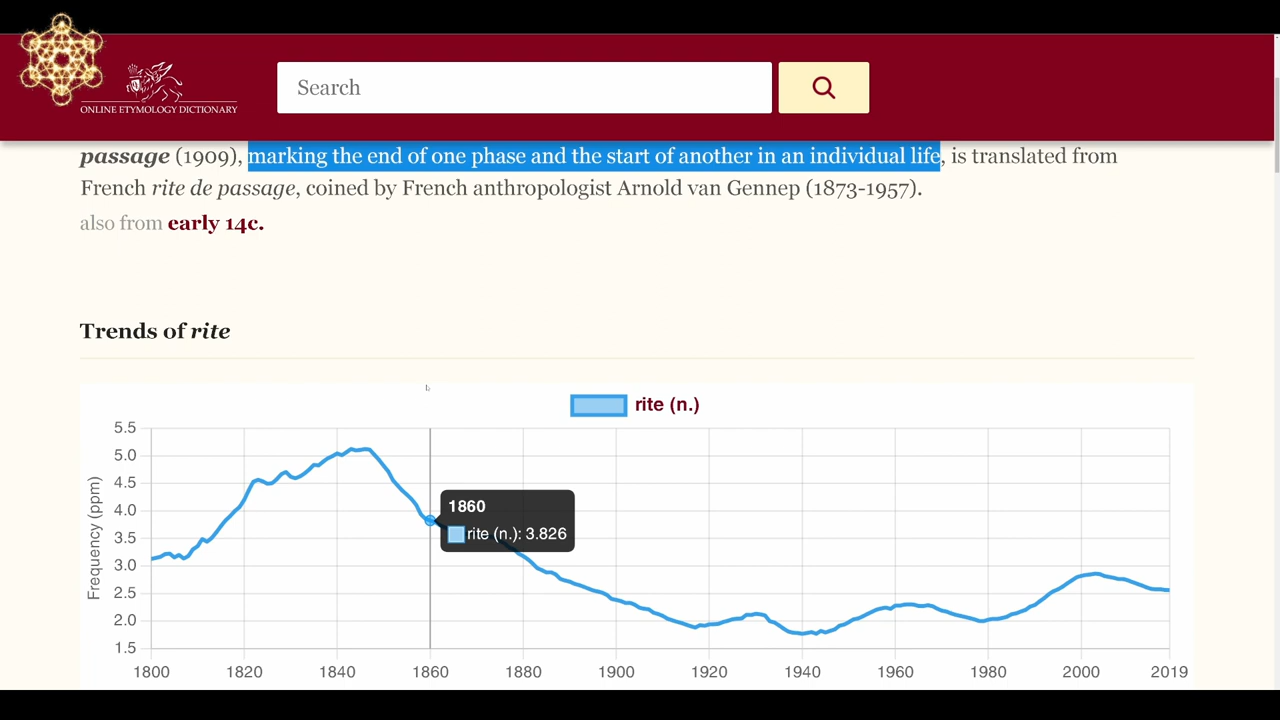 Search
ONLINE ETYMOLOGY DICTIONARY
passage (1909), marking the end of one phase and the start of another in an individual life, is translated from
French rite de passage, coined by French anthropologist Arnold van Gennep (1873-1957).
also from early 14c.
Trends of rite
rite (n.)
5.5
5.0
4.5
4.0
3.5
3.0
2.5
2.0
1.5
Frequency (ppm)
1860
rite (n.): 3.826
1800 1820 1840 1860 1880 1900 1920 1940 1960 1980 2000 2019